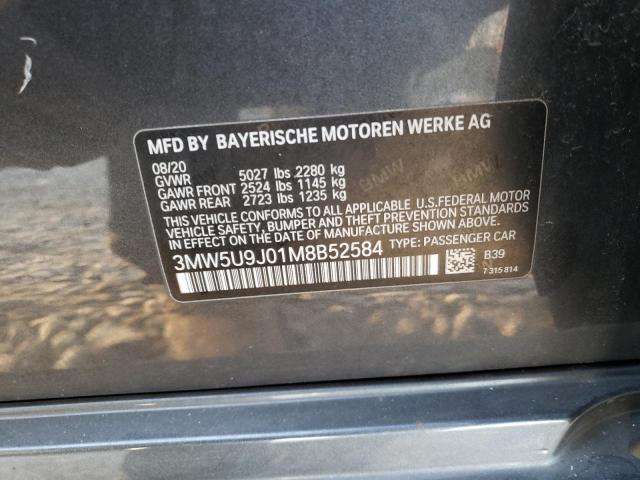 MFD BY BAYERISCHE MOTOREN WERKE AG
08/20
GVWR 5027 lbs 2280 kg
GAWR FRONT 2524 lbs 1145 kg
GAWR REAR 2723 lbs 1235 kg
THIS VEHICLE CONFORMS TO ALL APPLICABLE U.S.FEDERAL MOTOR
VEHICLE SAFETY, BUMPER AND THEFT PREVENTION STANDARDS
IN EFFECT ON THE DATE OF MANUFACTURE SHOWN ABOVE.
3MW5U9J01M8B52584 TYPE: PASSENGER CAR
B39
7 315 814
BMW
BMW